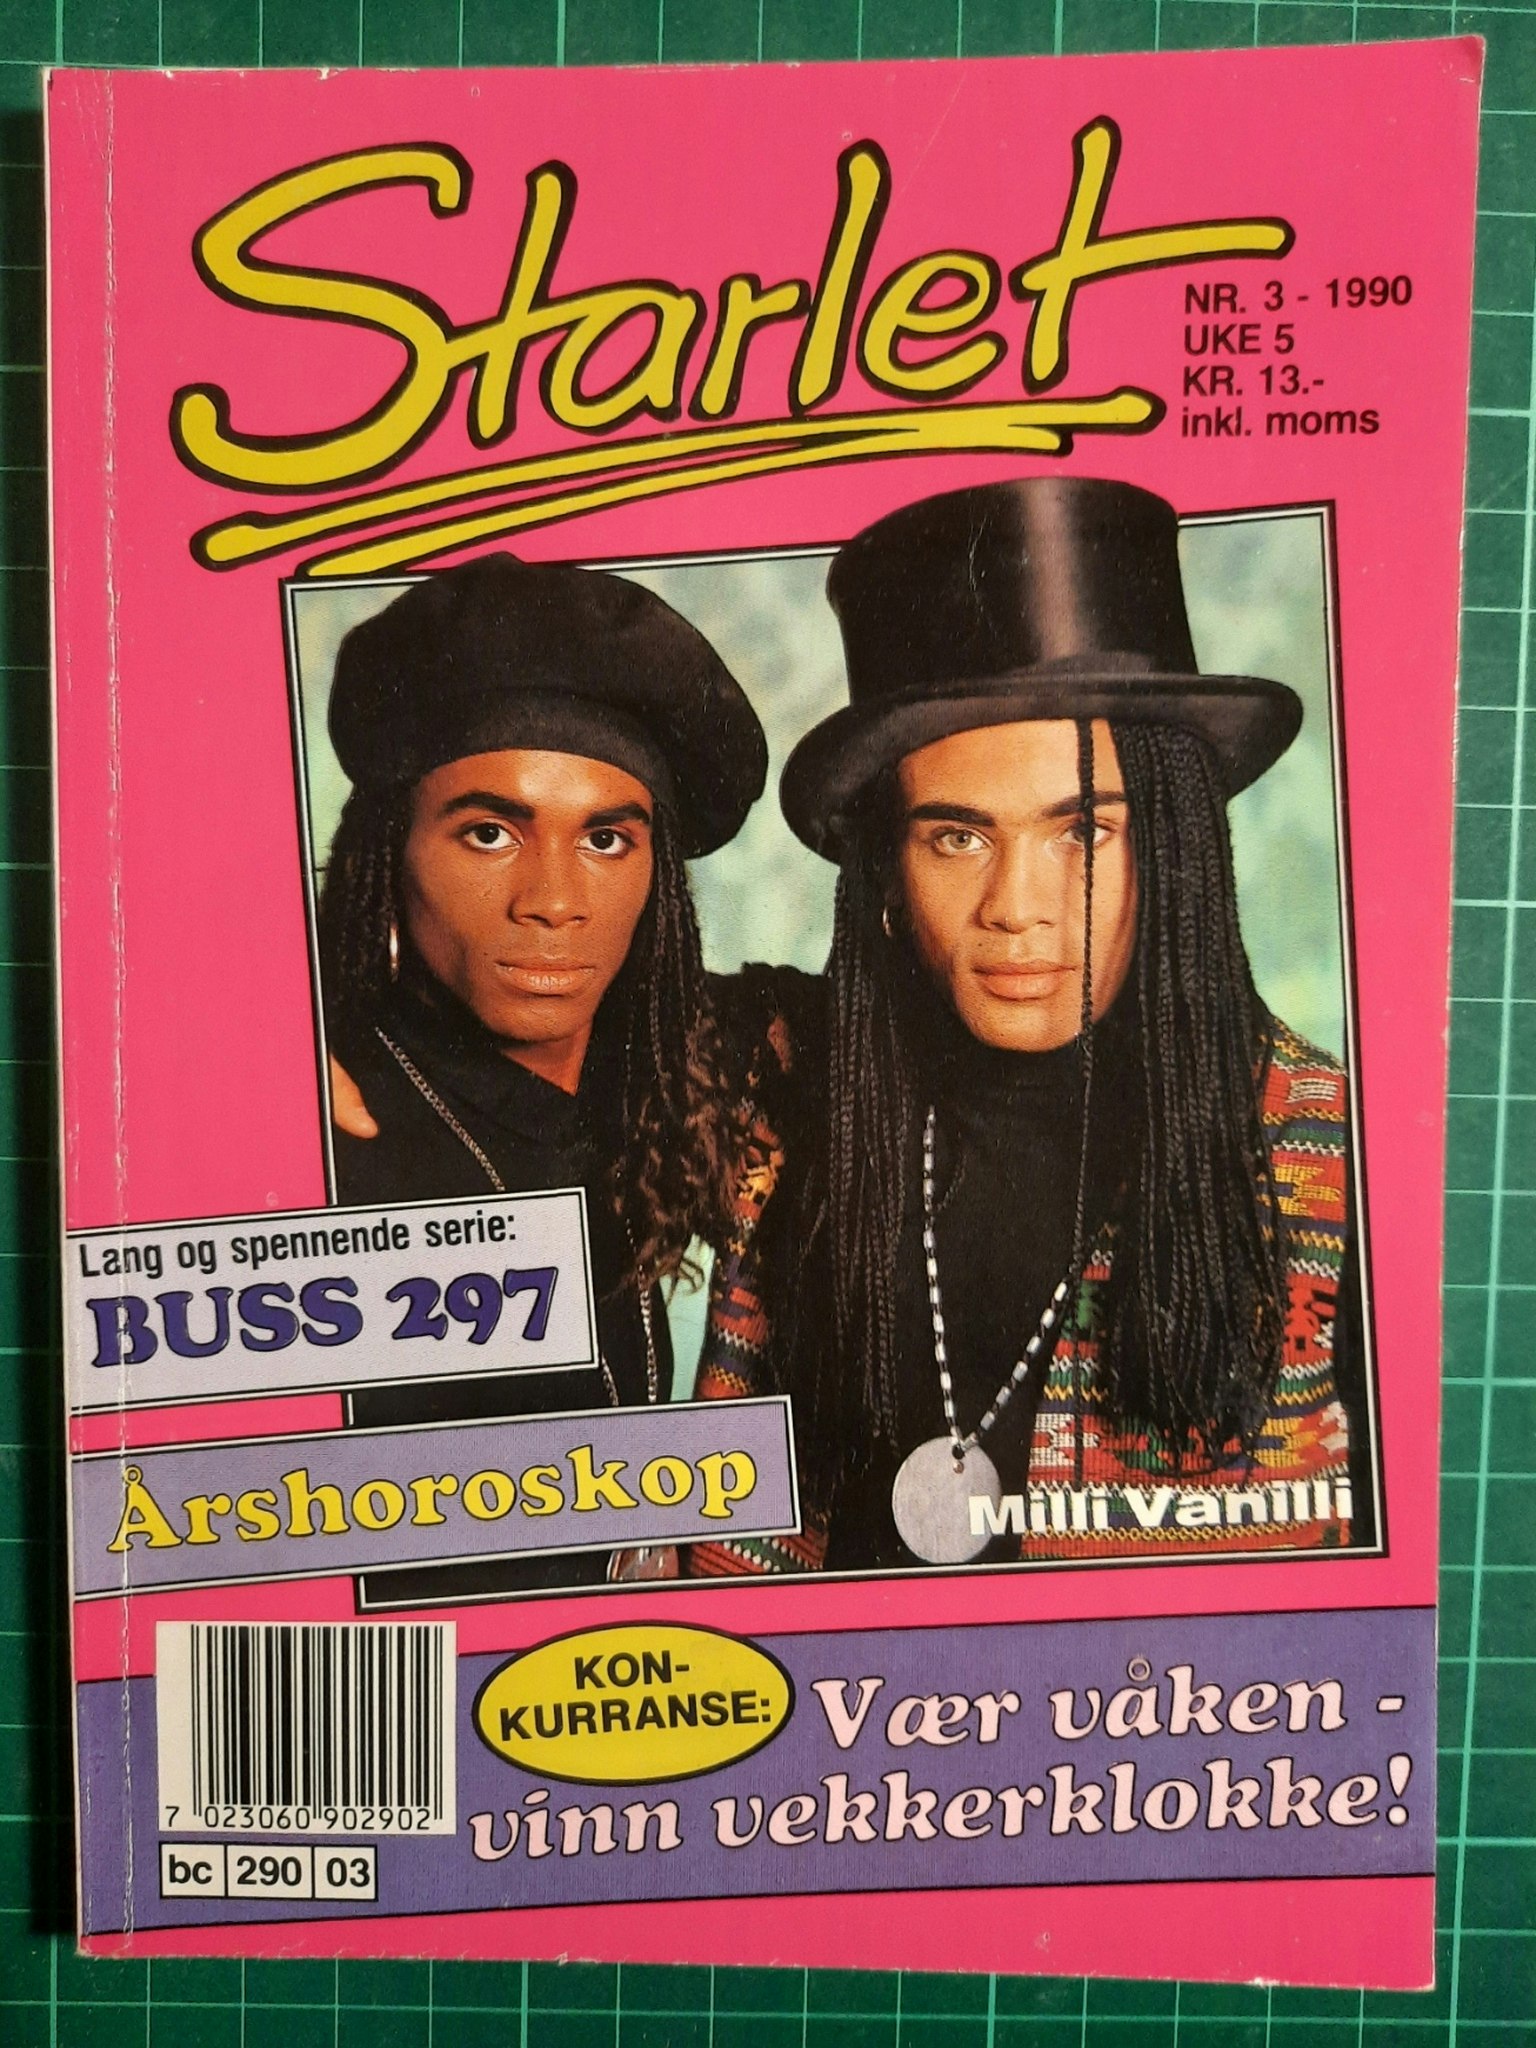 Starlet
NR. 3 - 1990
UKE 5
KR. 13.-
inkl. moms
Lang og spennende serie:
BUSS 297
Årshoroskop
Milli Vanilli
KON-
KURRANSE:
Vær våken -
vinn vekkerklokke!
7 023060 902902
bc 290 03